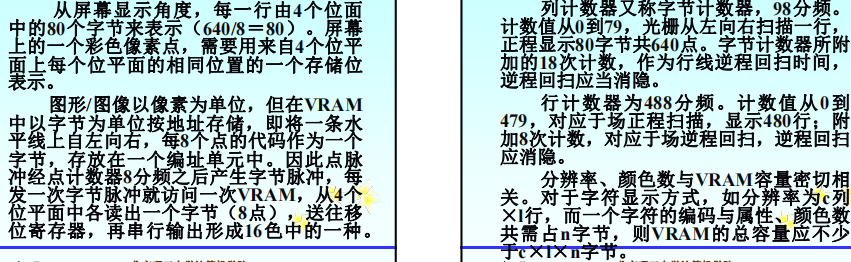 从屏幕显示角度，每一行由4个位面
中的80个字节来表示（640/8＝80）。屏幕
上的一个彩色像素点，需要用来自4个位平
面上每个位平面的相同位置的一个存储位
表示。
图形/图像以像素为单位，但在VRAM
中以字节为单位按地址存储，即将一条水
平线上自左向右，每8个点的代码作为一个
字节，存放在一个编址单元中。因此点脉
冲经点计数器8分频之后产生字节脉冲，每
发一次字节脉冲就访问一次VRAM，从4个
位平面中各读出一个字节（8点），送往移
位寄存器，再串行输出形成16色中的一种。
列计数器又称字节计数器，98分频。
计数值从0到79，光栅从左向右扫描一行，
正程显示80字节共640点。字节计数器所附
加的18次计数，作为行线逆程回扫时间，
逆程回扫应当消隐。
行计数器为488分频。计数值从0到
479，对应于场正程扫描，显示480行；附
加8次计数，对应于场逆程回扫，逆程回扫
应消隐。
分辨率、颜色数与VRAM容量密切相
关。对于字符显示方式，如分辨率为c列
×l行，而一个字符的编码与属性、颜色数
共需占n字节，则VRAM的总容量应不少
于c×l×n字节。